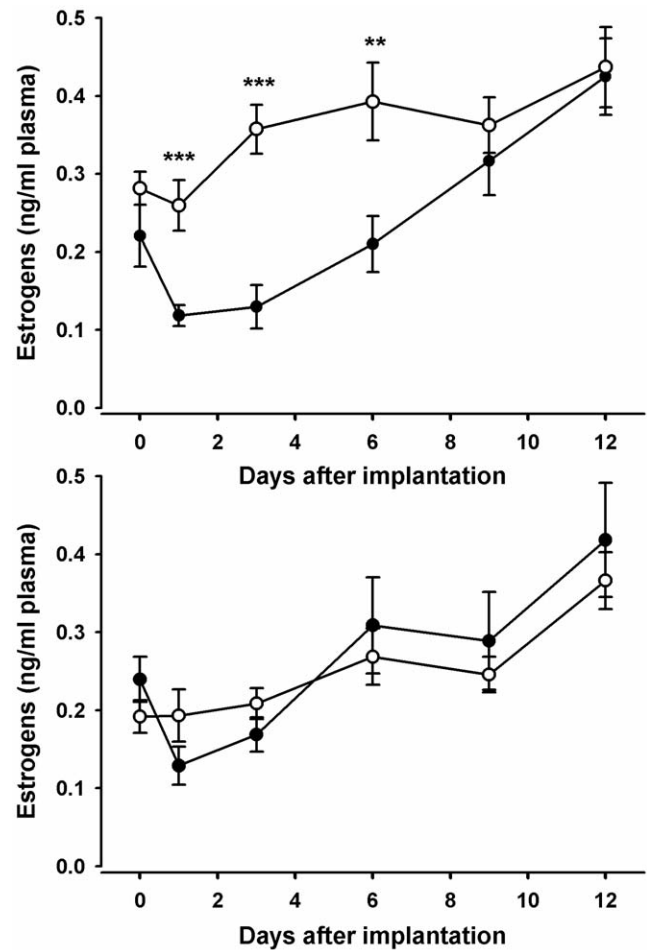 0.5
0.4
0.3
0.2
0.1
0.0
Estrogens (ng/ml plasma)
***
***
**
0 2 4 6 8 10 12
Days after implantation
0.5
0.4
0.3
0.2
0.1
0.0
Estrogens (ng/ml plasma)
0 2 4 6 8 10 12
Days after implantation